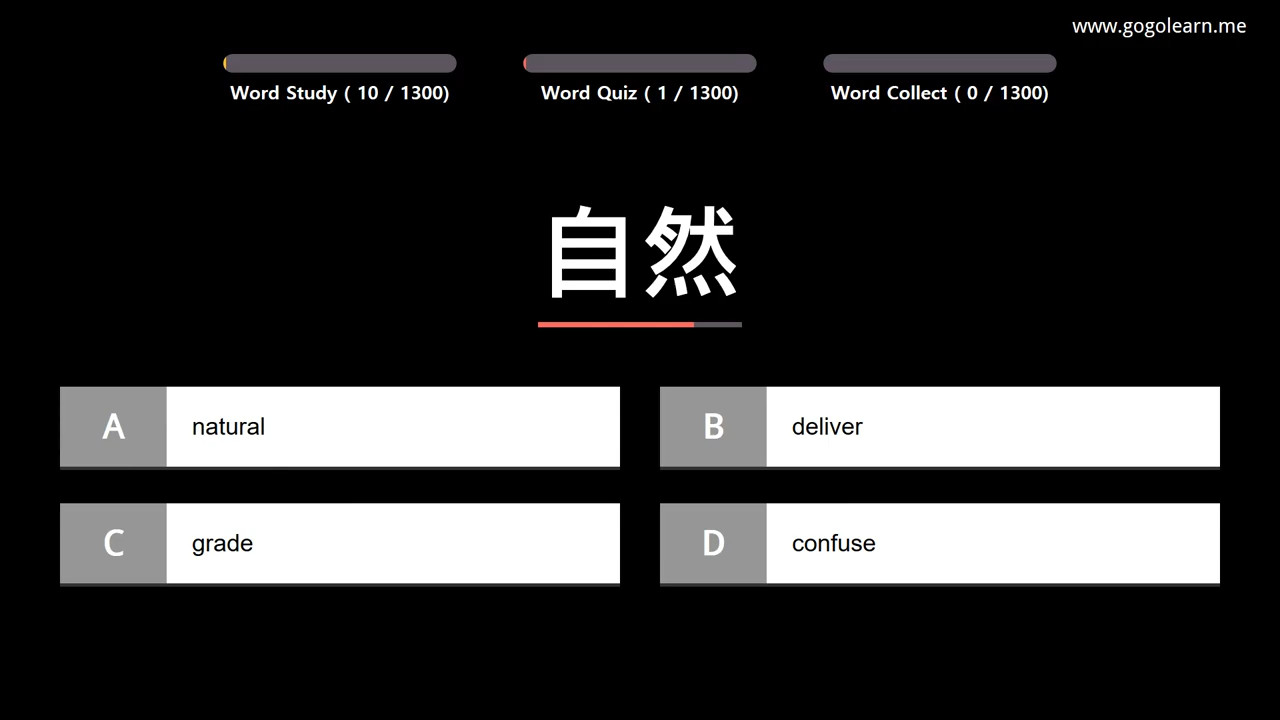 www.gogolearn.me
Word Study ( 10 / 1300)
Word Quiz ( 1 / 1300)
Word Collect ( 0 / 1300)
自然
A natural
B deliver
C grade
D confuse